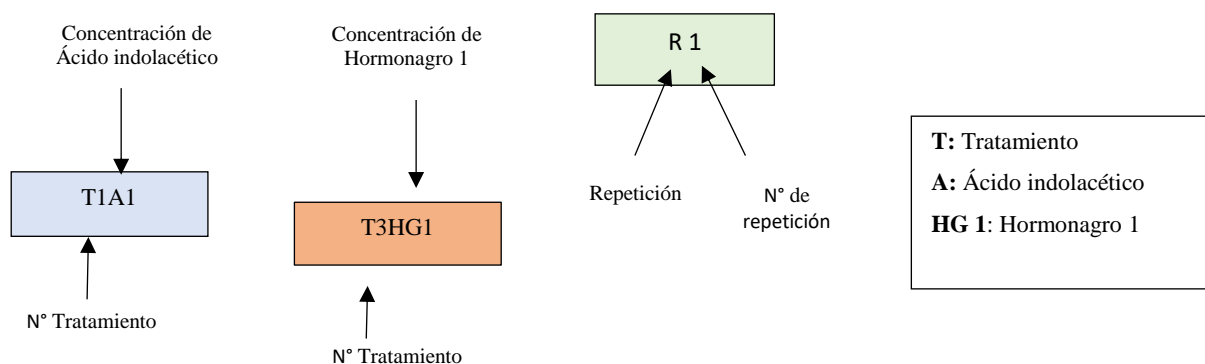 Concentración de
Ácido indolacético
T1A1
N° Tratamiento
Concentración de
Hormonagro 1
T3HG1
N° Tratamiento
R 1
Repetición
N° de
repetición
T: Tratamiento
A: Ácido indolacético
HG 1: Hormonagro 1